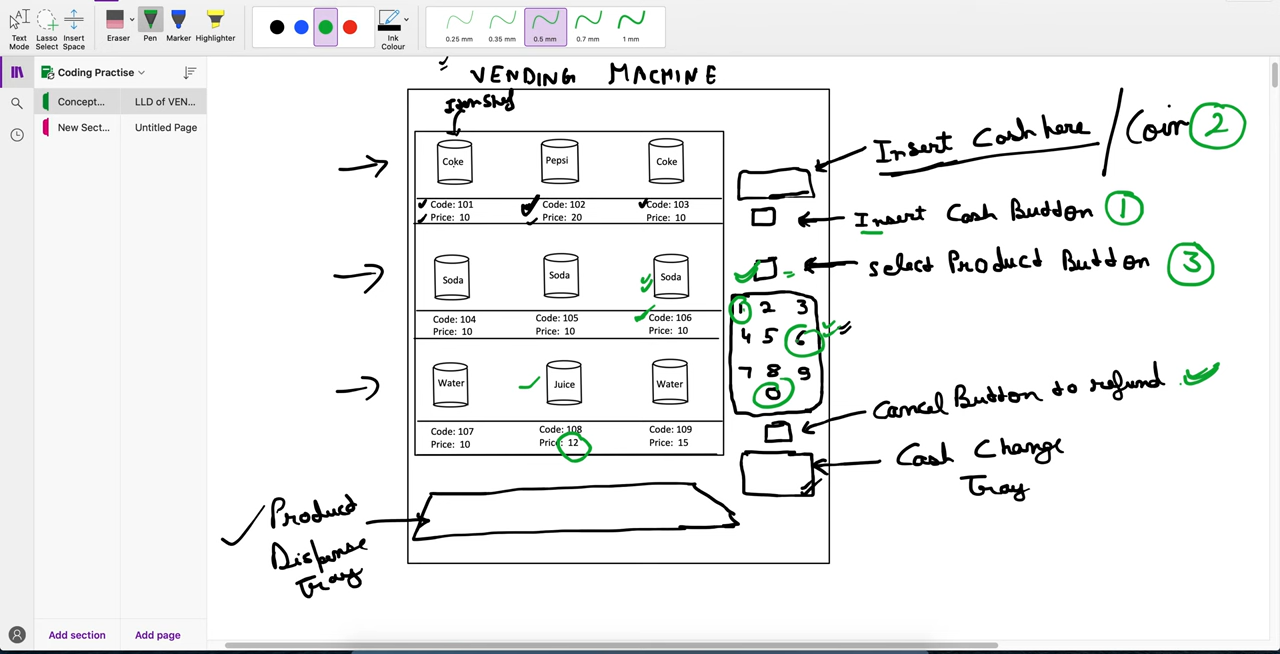 Text Mode
Lasso Select
Insert Space
Eraser
Pen
Marker
Highlighter
Ink Colour
0.25 mm
0.35 mm
0.5 mm
0.7 mm
1 mm
Coding Practise
Concept...
LLD of VEN...
New Sect...
Untitled Page
VENDING MACHINE
Coke
Pepsi
Coke
Code: 101
Price: 10
Code: 102
Price: 20
Code: 103
Price: 10
Soda
Soda
Soda
Code: 104
Price: 10
Code: 105
Price: 10
Code: 106
Price: 10
Water
Juice
Water
Code: 107
Price: 10
Code: 108
Price: 12
Code: 109
Price: 15
Insert Cash here / Coin 2
Insert Cash Button 1
Select Product Button 3
1 2 3
4 5 6
7 8 9
0
Cancel Button to refund
Cash Change
Tray
Product
Dispense
Tray
Add section
Add page